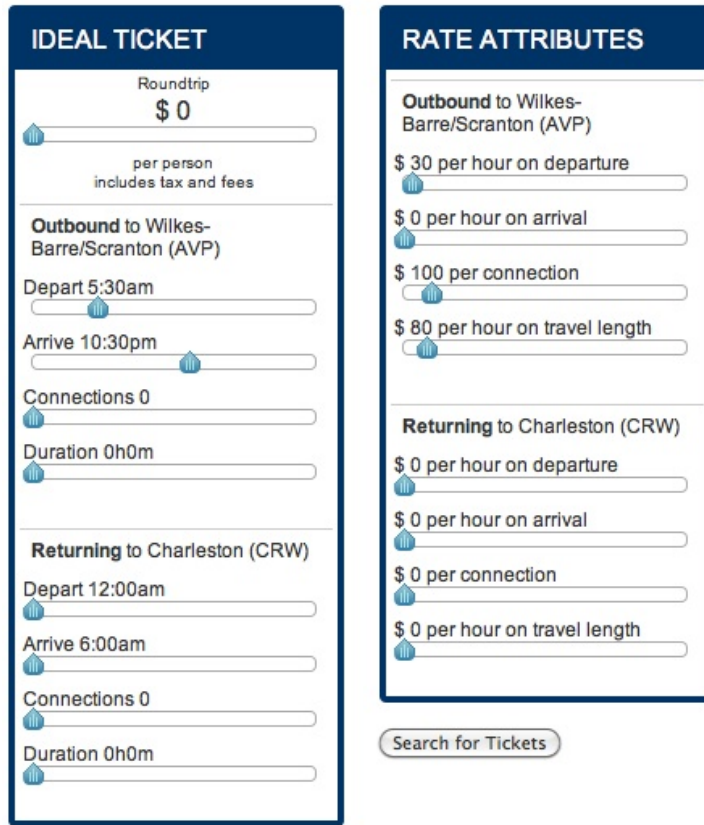 IDEAL TICKET
Roundtrip
$ 0
per person
includes tax and fees
Outbound to Wilkes-
Barre/Scranton (AVP)
Depart 5:30am
Arrive 10:30pm
Connections 0
Duration 0h0m
Returning to Charleston (CRW)
Depart 12:00am
Arrive 6:00am
Connections 0
Duration 0h0m
RATE ATTRIBUTES
Outbound to Wilkes-
Barre/Scranton (AVP)
$ 30 per hour on departure
$ 0 per hour on arrival
$ 100 per connection
$ 80 per hour on travel length
Returning to Charleston (CRW)
$ 0 per hour on departure
$ 0 per hour on arrival
$ 0 per connection
$ 0 per hour on travel length
Search for Tickets